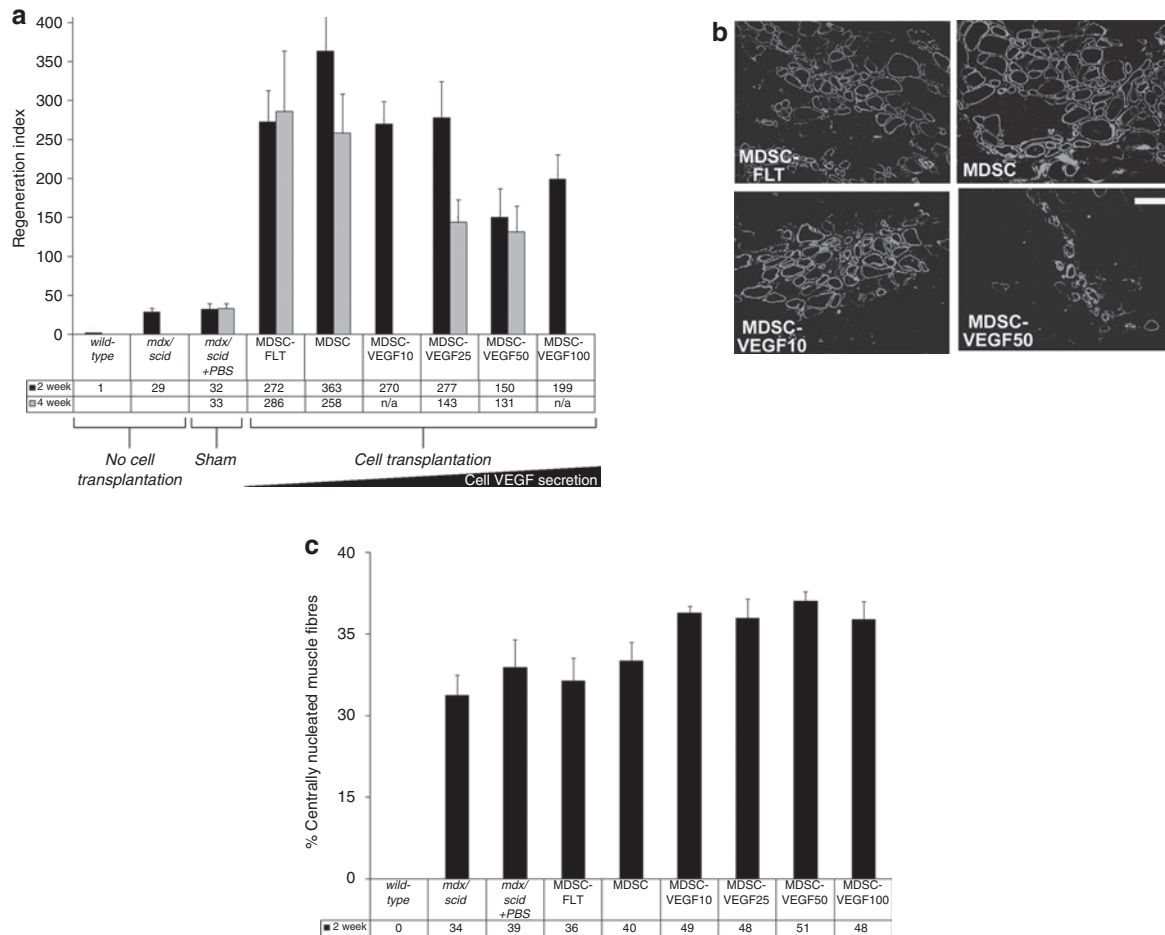 a
400
350
300
250
200
150
100
50
0
Regeneration index
wild-type mdx/scid mdx/scid +PBS MDSC-FLT MDSC MDSC-VEGF10 MDSC-VEGF25 MDSC-VEGF50 MDSC-VEGF100
2 week 1 29 32 272 363 270 277 150 199
4 week 33 286 258 n/a 143 131 n/a
No cell transplantation
Sham
Cell transplantation
Cell VEGF secretion
b
MDSC-FLT
MDSC
MDSC-VEGF10
MDSC-VEGF50
c
40
35
30
15
0
% Centrally nucleated muscle fibres
wild-type mdx/scid mdx/scid +PBS MDSC-FLT MDSC MDSC-VEGF10 MDSC-VEGF25 MDSC-VEGF50 MDSC-VEGF100
2 week 0 34 39 36 40 49 48 51 48